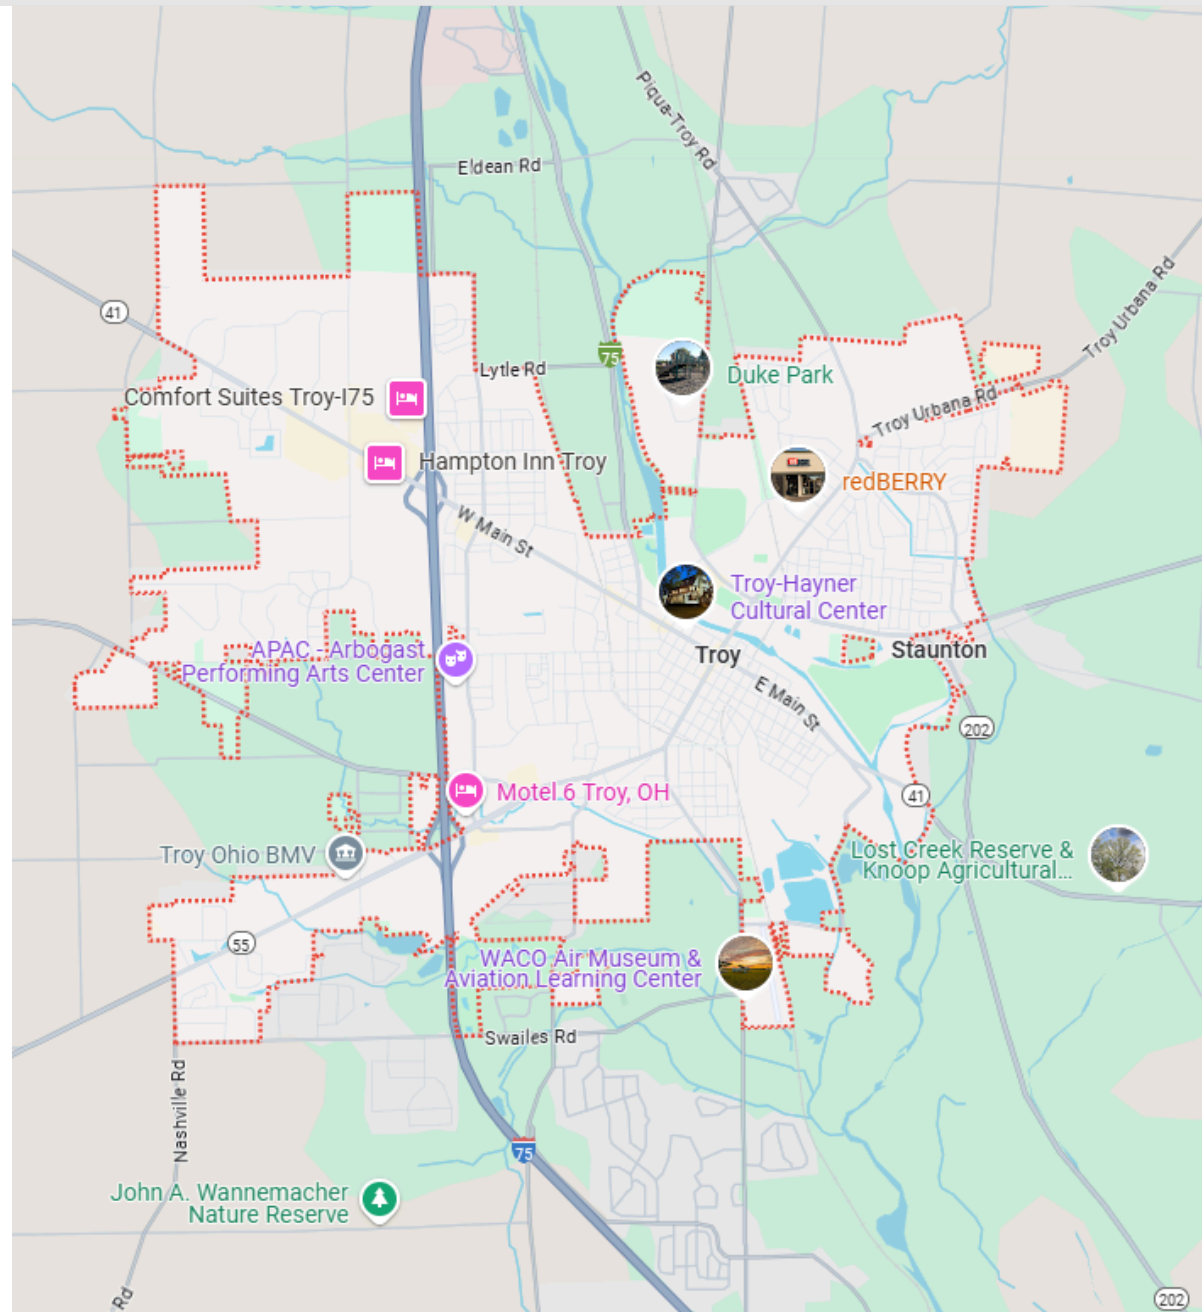 Piqua-Troy Rd
Eldean Rd
Troy Urbana Rd
41
75
Lytle Rd
Duke Park
Comfort Suites Troy-I75
Troy Urbana Rd
Hampton Inn Troy
redBERRY
W Main St
Troy-Hayner
Cultural Center
APAC - Arbogast
Performing Arts Center
Troy
Staunton
E Main St
202
Motel 6 Troy, OH
41
Troy Ohio BMV
Lost Creek Reserve &
Knoop Agricultural...
55
WACO Air Museum &
Aviation Learning Center
Swailes Rd
Nashville Rd
75
John A. Wannemacher
Nature Reserve
Rd
202